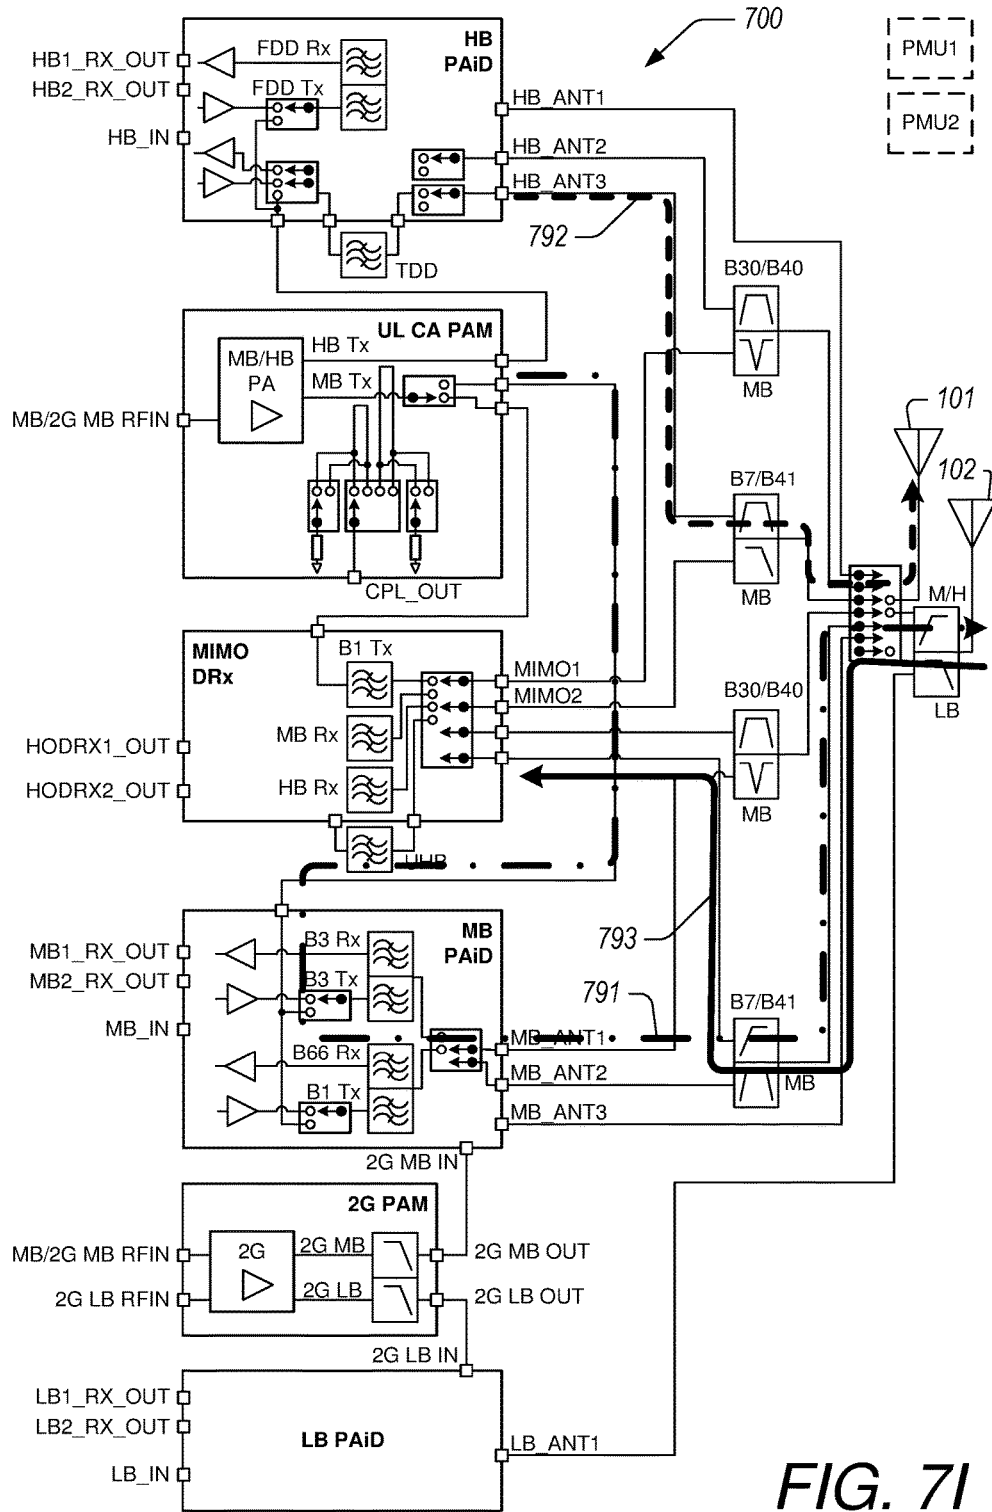 700
PMU1
PMU2
HB
PAiD
FDD Rx
HB1_RX_OUT
HB2_RX_OUT
FDD Tx
HB_IN
HB_ANT1
HB_ANT2
HB_ANT3
792
TDD
B30/B40
MB
UL CA PAM
MB/HB
PA
HB Tx
MB Tx
MB/2G MB RFIN
CPL_OUT
101
102
B7/B41
MB
M/H
LB
MIMO
DRx
B1 Tx
MB Rx
HB Rx
MIMO1
MIMO2
HODRX1_OUT
HODRX2_OUT
UHB
B30/B40
MB
793
791
MB
PAiD
B3 Rx
MB1_RX_OUT
MB2_RX_OUT
B3 Tx
MB_IN
B66 Rx
B1 Tx
MB_ANT1
MB_ANT2
MB_ANT3
B7/B41
MB
2G MB IN
2G PAM
2G
2G MB
2G LB
MB/2G MB RFIN
2G LB RFIN
2G MB OUT
2G LB OUT
2G LB IN
LB1_RX_OUT
LB2_RX_OUT
LB_IN
LB PAiD
LB_ANT1
FIG. 7I